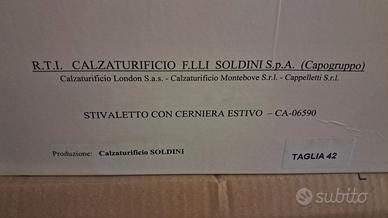 R.T.I. CALZATURIFICIO F.LLI SOLDINI S.p.A. (Capogruppo)
Calzaturificio London S.a.s. - Calzaturificio Montebove S.r.l. - Cappelletti S.r.l.
STIVALETTO CON CERNIERA ESTIVO – CA-06590
Produzione: Calzaturificio SOLDINI
TAGLIA 42
subito